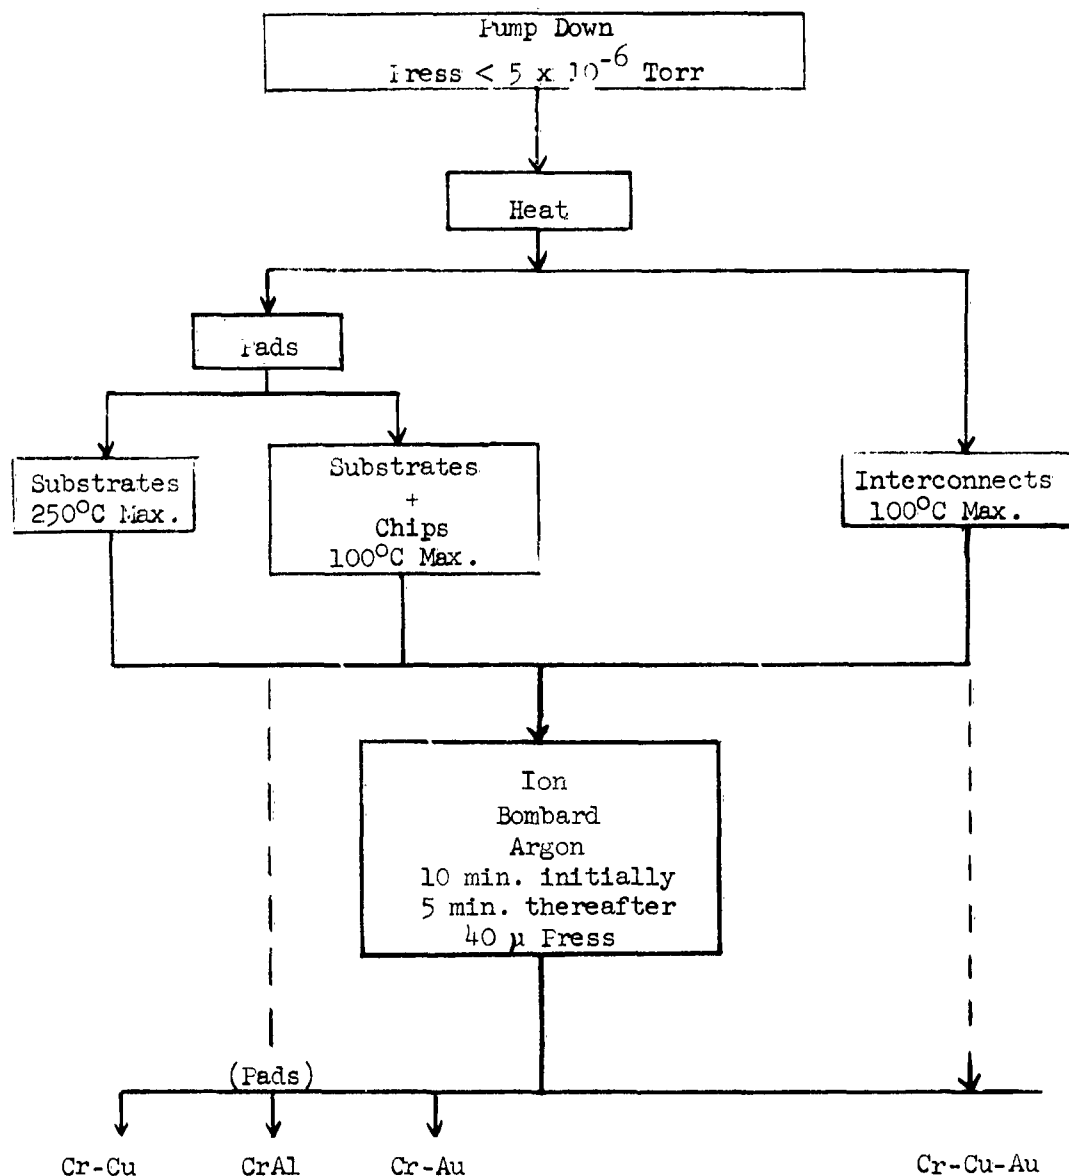 Pump Down
Press < 5 x 10⁻⁶ Torr
Heat
Pads
Substrates
250°C Max.
Substrates
+
Chips
100°C Max.
Interconnects
100°C Max.
Ion
Bombard
Argon
10 min. initially
5 min. thereafter
40 μ Press
(Pads)
Cr-Cu
CrAl
Cr-Au
Cr-Cu-Au